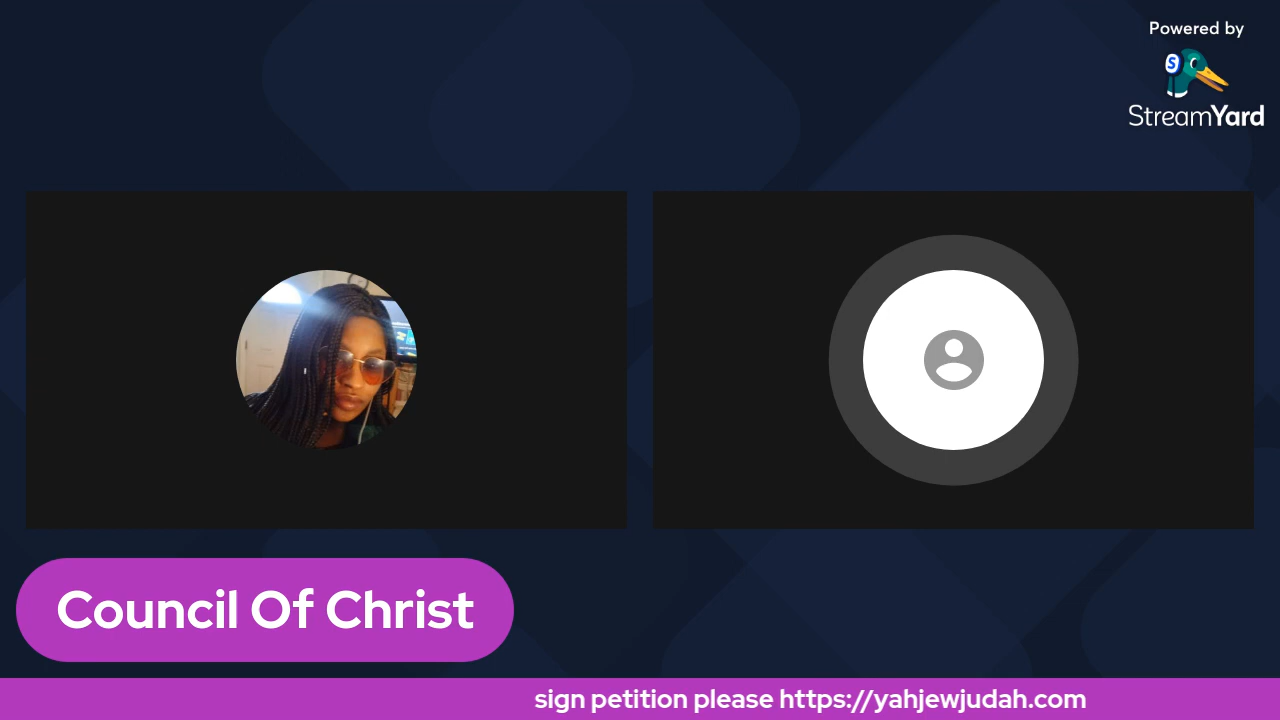 Powered by
S
StreamYard
Council Of Christ
sign petition please https://yahjewjudah.com